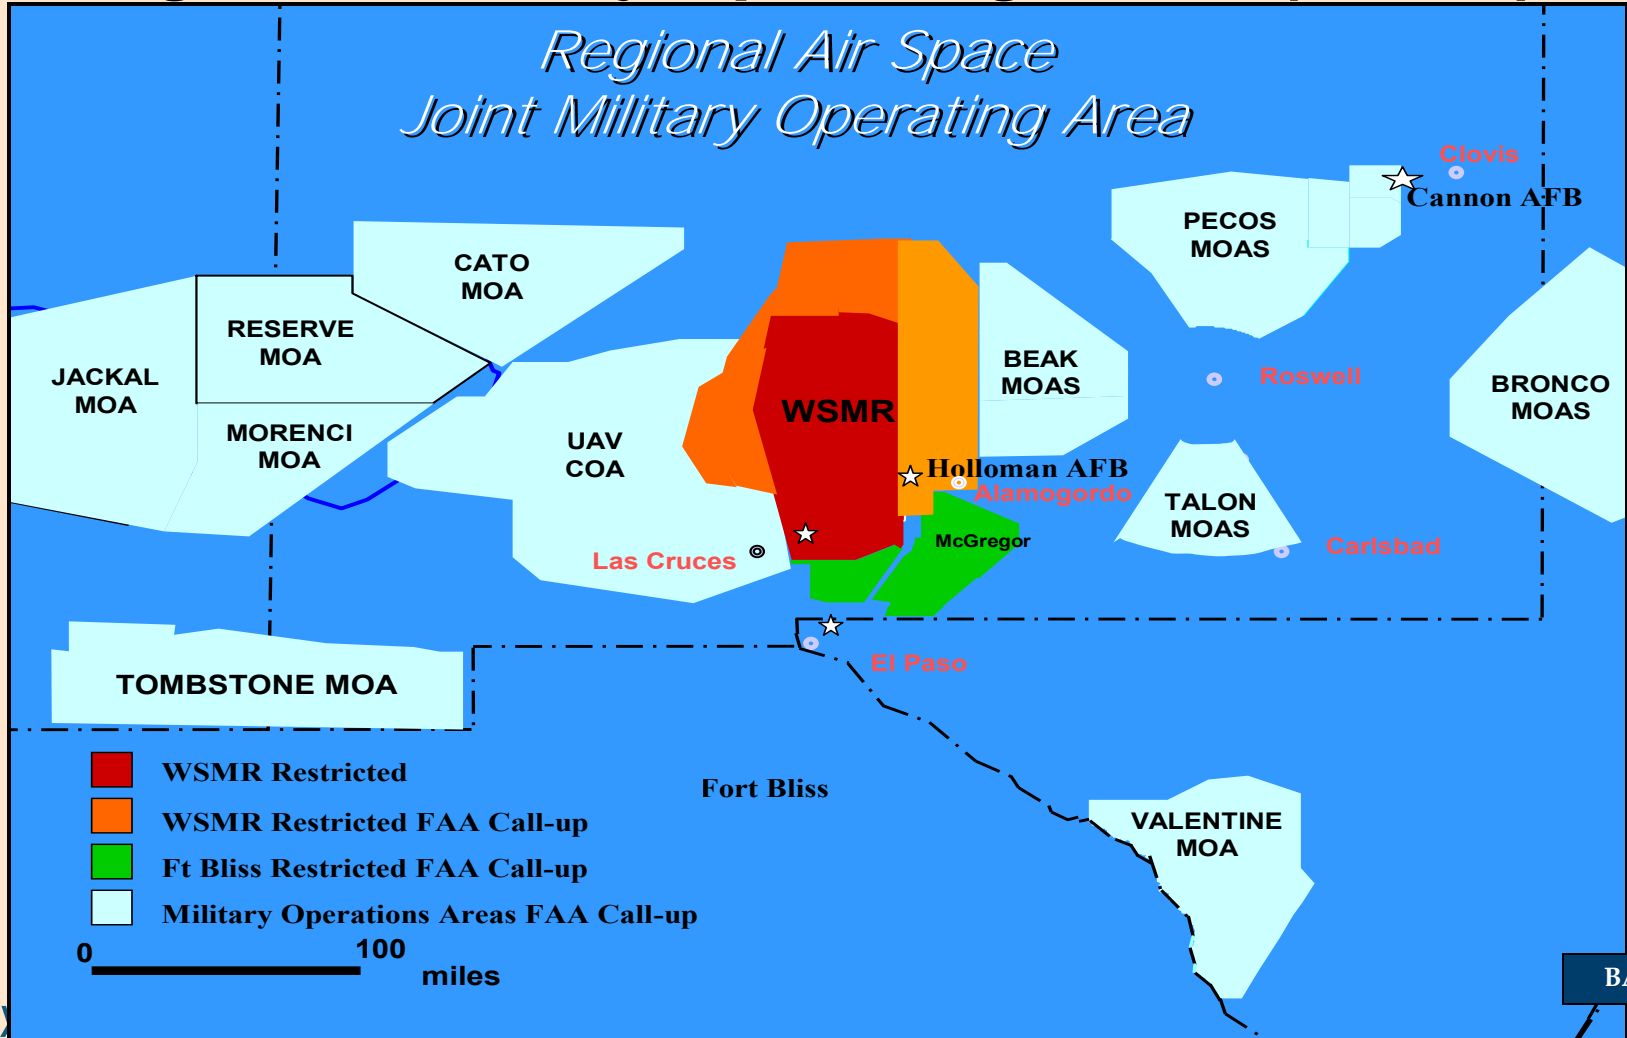 Regional Air Space
Joint Military Operating Area
Clovis
Cannon AFB
PECOS
MOAS
CATO
MOA
RESERVE
MOA
JACKAL
MOA
BEAK
MOAS
Roswell
BRONCO
MOAS
WSMR
MORENCI
MOA
UAV
COA
Holloman AFB
Alamogordo
TALON
MOAS
McGregor
Las Cruces
Carlsbad
El Paso
TOMBSTONE MOA
WSMR Restricted
Fort Bliss
WSMR Restricted FAA Call-up
VALENTINE
MOA
Ft Bliss Restricted FAA Call-up
Military Operations Areas FAA Call-up
0
100
miles